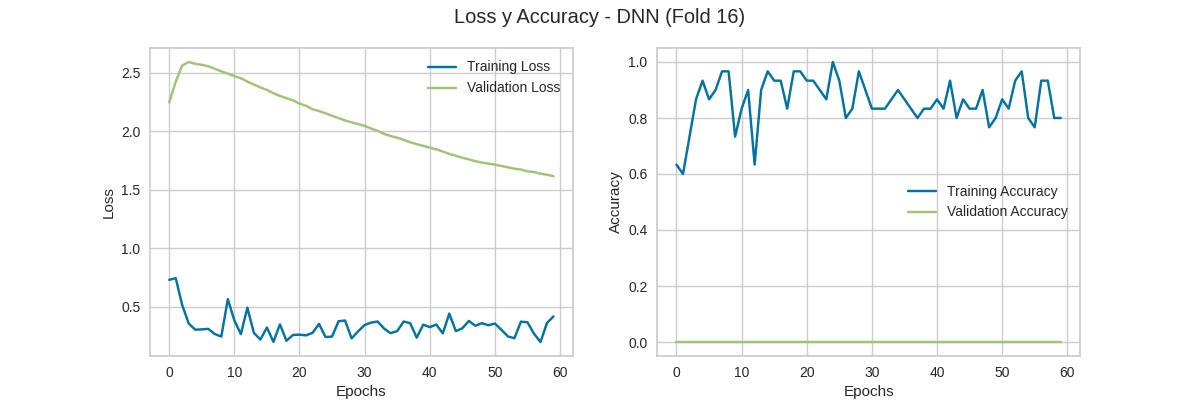 Loss y Accuracy - DNN (Fold 16)
2.5
2.0
1.5
1.0
0.5
Loss
0
10
20
30
40
50
60
Epochs
Training Loss
Validation Loss
1.0
0.8
0.6
0.4
0.2
0.0
Accuracy
0
10
20
30
40
50
60
Epochs
Training Accuracy
Validation Accuracy